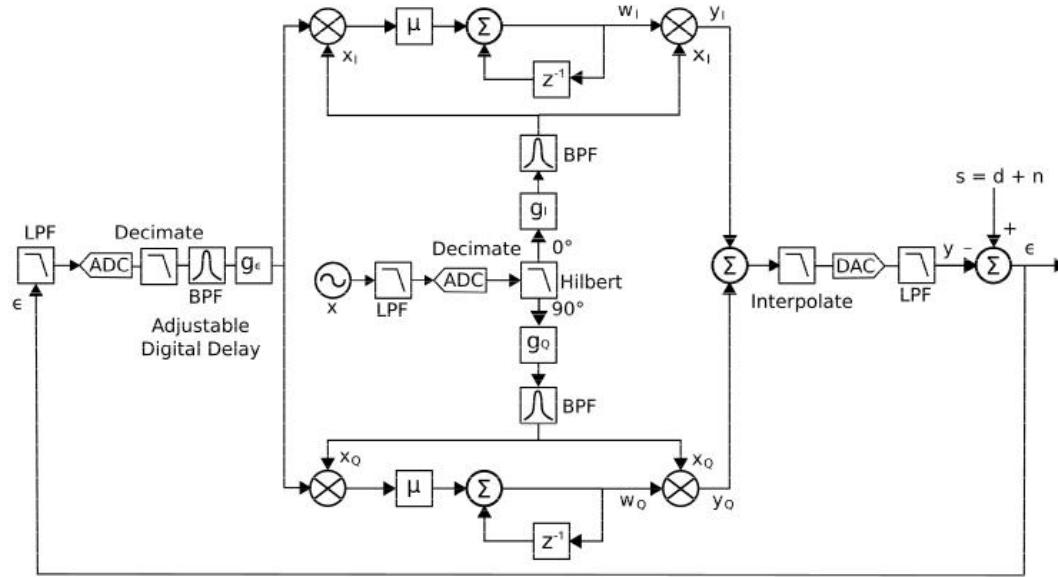 w_I
y_I
μ
Σ
x_I
x_I
z⁻¹
BPF
s = d + n
g_I
LPF
Decimate
Decimate
0°
+
ϵ
ADC
g_ϵ
ADC
Hilbert
Σ
DAC
y
-
Σ
BPF
x
LPF
90°
Interpolate
LPF
ϵ
Adjustable
Digital Delay
g_Q
BPF
x_Q
x_Q
μ
Σ
w_Q
y_Q
z⁻¹